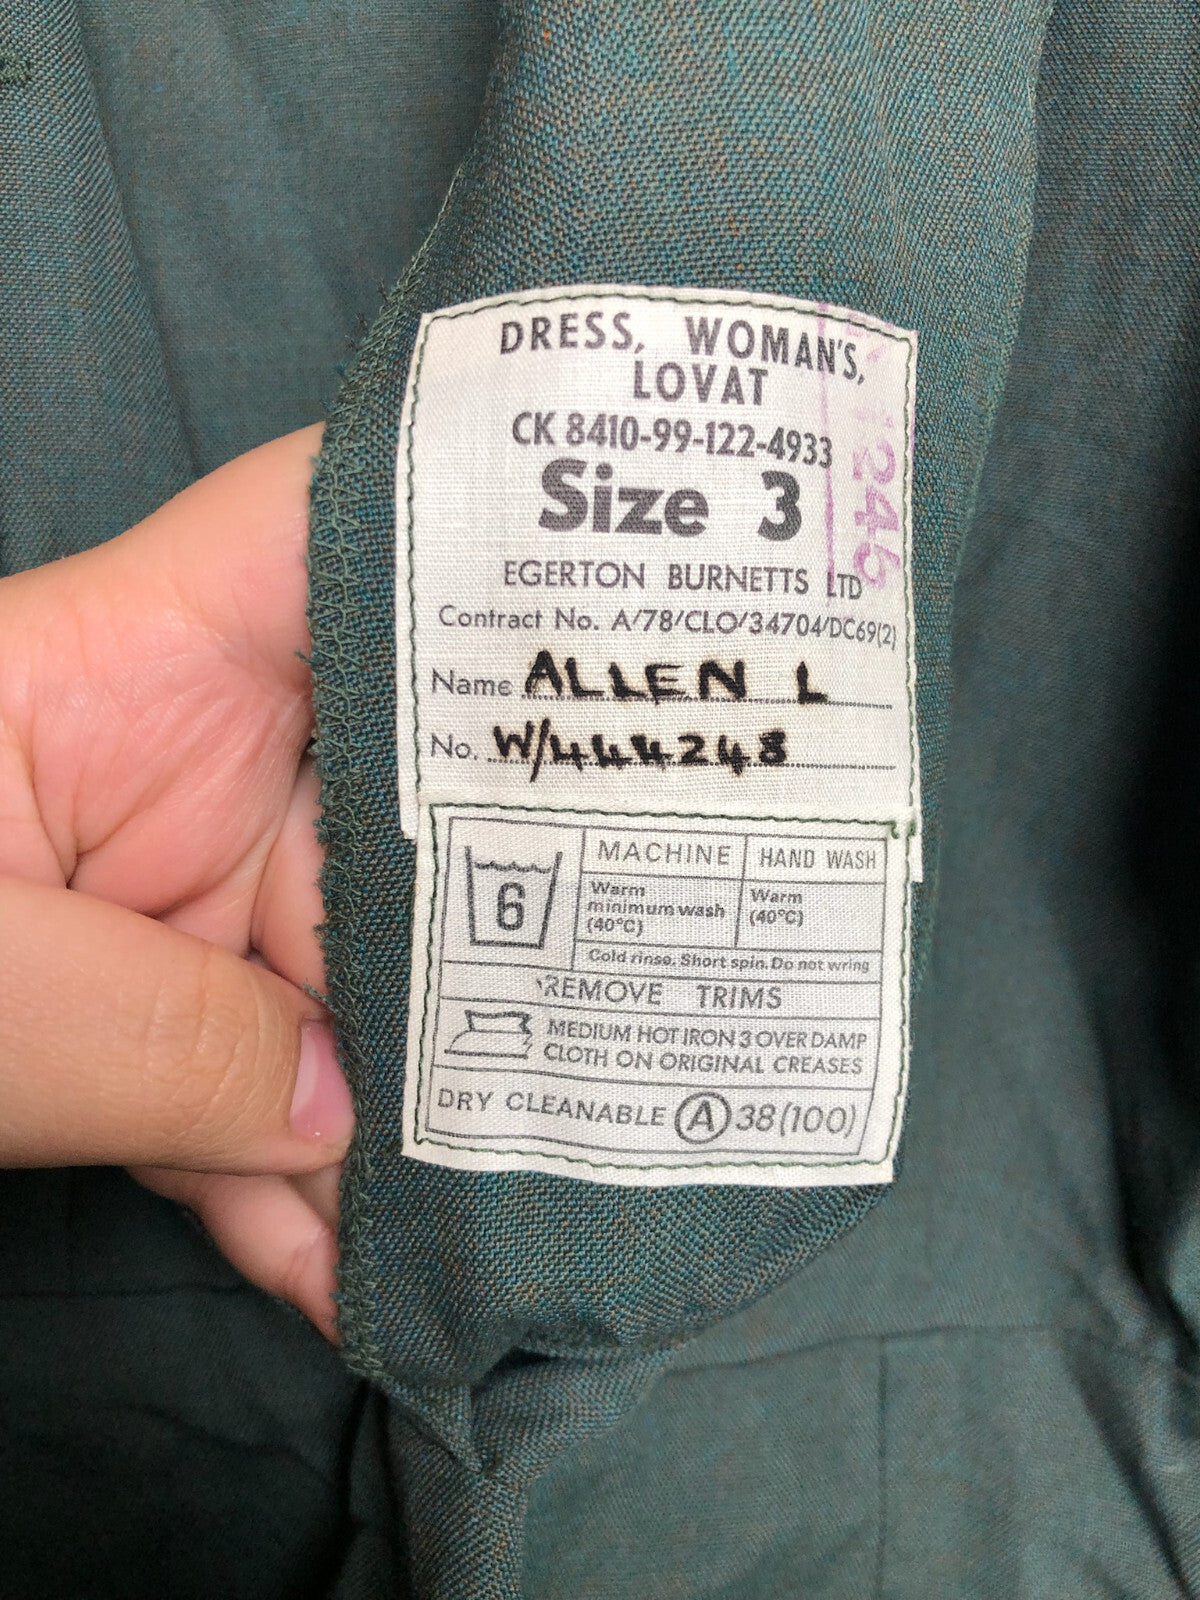 DRESS, WOMAN'S,
LOVAT
CK 8410-99-122-4933
Size 3
EGERTON BURNETTS LTD
Contract No. A/78/CLO/34704/DC69(2)
Name ALLEN L
No. W/444248
1246
6
MACHINE
HAND WASH
Warm
minimum wash
(40°C)
Warm
(40°C)
Cold rinse. Short spin. Do not wring
REMOVE TRIMS
MEDIUM HOT IRON 3 OVER DAMP
CLOTH ON ORIGINAL CREASES
DRY CLEANABLE A 38(100)